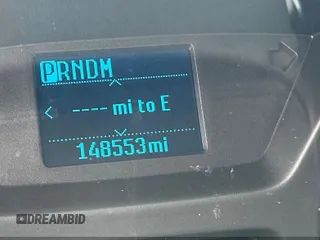 PRNDM
---- mi to E
148553mi
DREAMBID